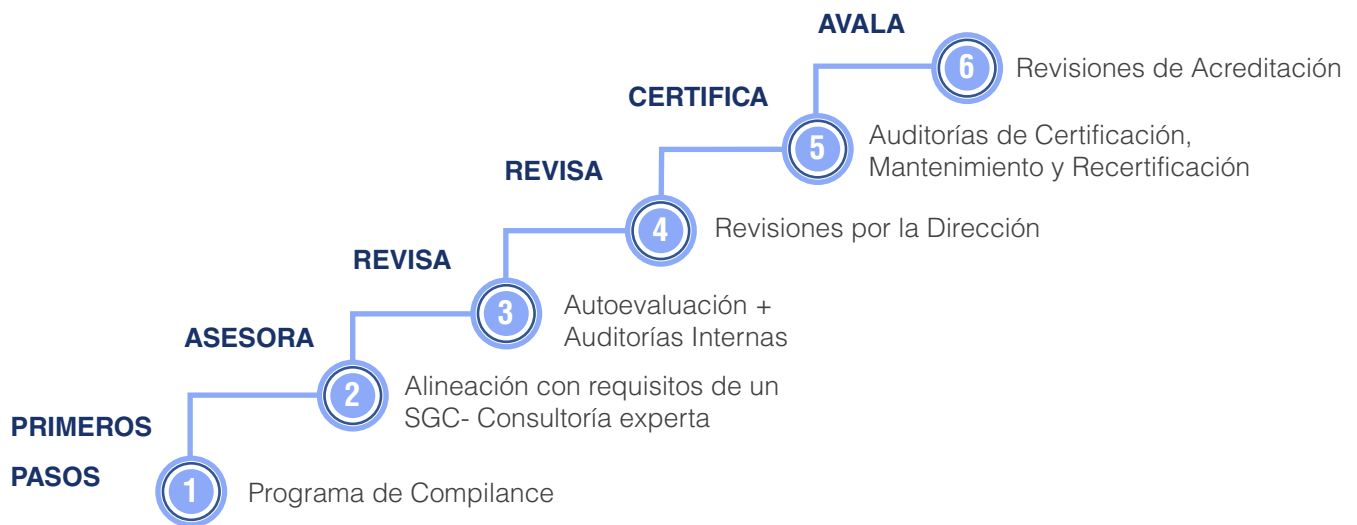 AVALA
6
Revisiones de Acreditación
CERTIFICA
5
Auditorías de Certificación,
Mantenimiento y Recertificación
REVISA
4
Revisiones por la Dirección
REVISA
3
Autoevaluación +
Auditorías Internas
ASESORA
2
Alineación con requisitos de un
SGC- Consultoría experta
PRIMEROS
PASOS
1
Programa de Compilance